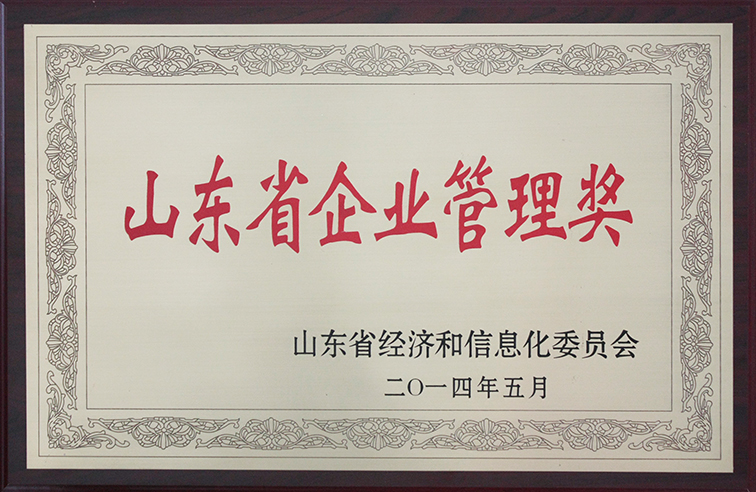 山东省企业管理奖
山东省经济和信息化委员会
二〇一四年五月